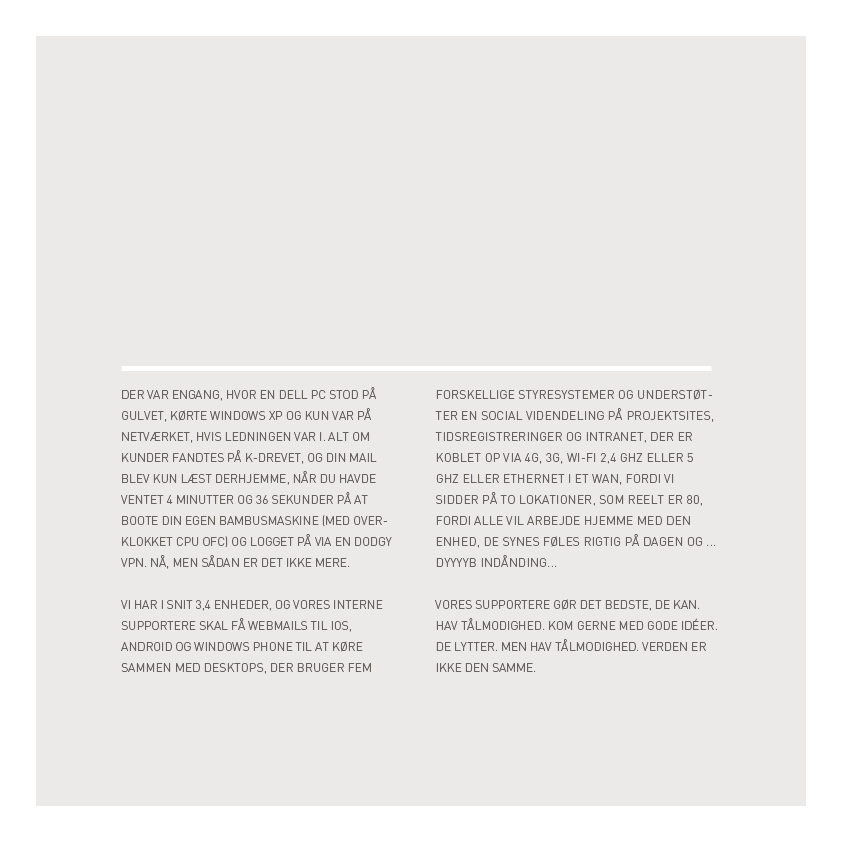 DER VAR ENGANG, HVOR EN DELL PC STOD PÅ
GULVET, KØRTE WINDOWS XP OG KUN VAR PÅ
NETVÆRKET, HVIS LEDNINGEN VAR I. ALT OM
KUNDER FANDTES PÅ K-DREVET, OG DIN MAIL
BLEV KUN LÆST DERHJEMME, NÅR DU HAVDE
VENTET 4 MINUTTER OG 36 SEKUNDER PÅ AT
BOOTE DIN EGEN BAMBUSMASKINE (MED OVER-
KLOKKET CPU OFC) OG LOGGET PÅ VIA EN DODGY
VPN. NÅ, MEN SÅDAN ER DET IKKE MERE.

VI HAR I SNIT 3,4 ENHEDER, OG VORES INTERNE
SUPPORTERE SKAL FÅ WEBMAILS TIL IOS,
ANDROID OG WINDOWS PHONE TIL AT KØRE
SAMMEN MED DESKTOPS, DER BRUGER FEM
FORSKELLIGE STYRESYSTEMER OG UNDERSTØT-
TER EN SOCIAL VIDENDELING PÅ PROJEKTSITES,
TIDSREGISTRERINGER OG INTRANET, DER ER
KOBLET OP VIA 4G, 3G, WI-FI 2,4 GHZ ELLER 5
GHZ ELLER ETHERNET I ET WAN, FORDI VI
SIDDER PÅ TO LOKATIONER, SOM REELT ER 80,
FORDI ALLE VIL ARBEJDE HJEMME MED DEN
ENHED, DE SYNES FØLES RIGTIG PÅ DAGEN OG ...
DYYYYB INDÅNDING...

VORES SUPPORTERE GØR DET BEDSTE, DE KAN.
HAV TÅLMODIGHED. KOM GERNE MED GODE IDÉER.
DE LYTTER. MEN HAV TÅLMODIGHED. VERDEN ER
IKKE DEN SAMME.